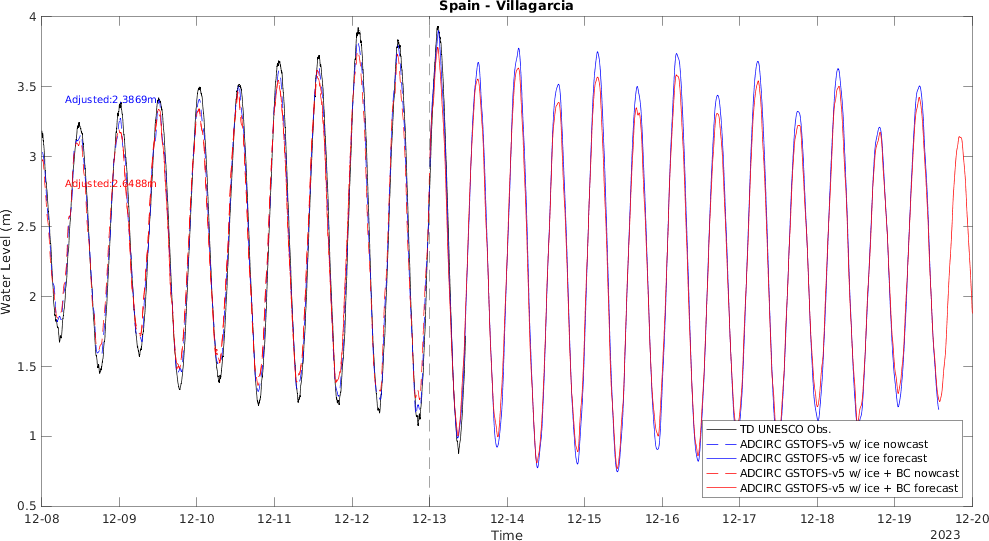 Spain - Villagarcia
4
3.5
3
2.5
2
1.5
1
0.5
Water Level (m)
Adjusted:2.3869m
Adjusted:2.6488m
TD UNESCO Obs.
ADCIRC GSTOFS-v5 w/ ice nowcast
ADCIRC GSTOFS-v5 w/ ice forecast
ADCIRC GSTOFS-v5 w/ ice + BC nowcast
ADCIRC GSTOFS-v5 w/ ice + BC forecast
12-08 12-09 12-10 12-11 12-12 12-13 12-14 12-15 12-16 12-17 12-18 12-19 12-20
Time
2023